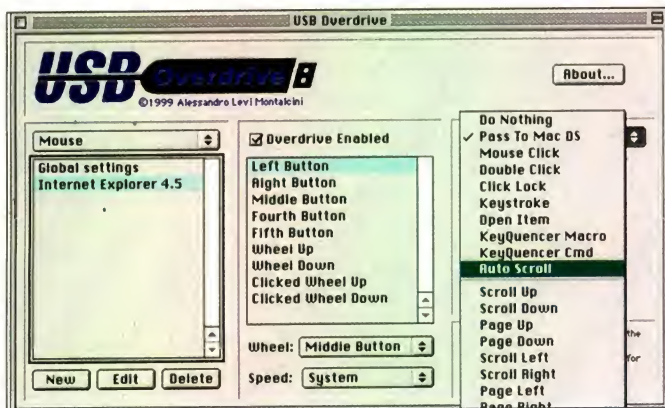 USB Overdrive
USB Overdrive
©1999 Alessandro Levi Montalcini
About...
Mouse
Global settings
Internet Explorer 4.5
New
Edit
Delete
Overdrive Enabled
Left Button
Right Button
Middle Button
Fourth Button
Fifth Button
Wheel Up
Wheel Down
Clicked Wheel Up
Clicked Wheel Down
Wheel: Middle Button
Speed: System
Do Nothing
Pass To Mac OS
Mouse Click
Double Click
Click Lock
Keystroke
Open Item
KeyQuencer Macro
KeyQuencer Cmd
Auto Scroll
Scroll Up
Scroll Down
Page Up
Page Down
Scroll Left
Scroll Right
Page Left
Page Right
the
for